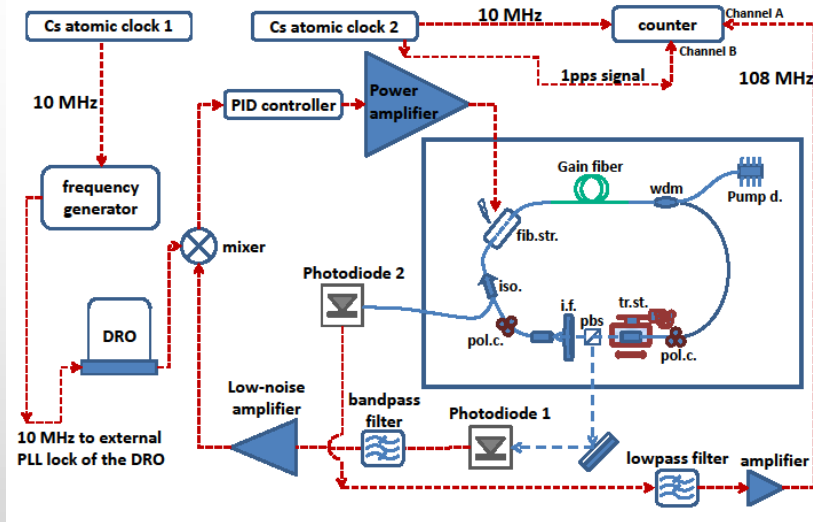 Cs atomic clock 1
Cs atomic clock 2
10 MHz
counter
Channel A
Channel B
1pps signal
108 MHz
10 MHz
PID controller
Power
amplifier
frequency
generator
Gain fiber
wdm
Pump d.
mixer
fib.str.
Photodiode 2
iso.
i.f.
pbs
tr.st.
pol.c.
pol.c.
DRO
Low-noise
amplifier
bandpass
filter
Photodiode 1
10 MHz to external
PLL lock of the DRO
lowpass filter
amplifier